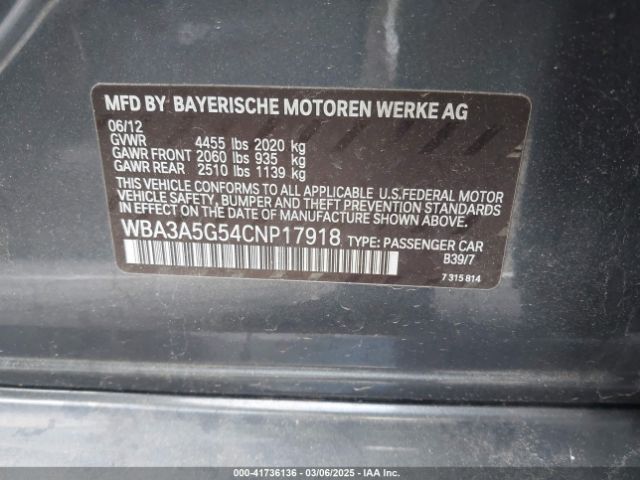 MFD BY BAYERISCHE MOTOREN WERKE AG
06/12
GVWR 4455 lbs 2020 kg
GAWR FRONT 2060 lbs 935 kg
GAWR REAR 2510 lbs 1139 kg
THIS VEHICLE CONFORMS TO ALL APPLICABLE U.S.FEDERAL MOTOR
VEHICLE SAFETY, BUMPER, AND THEFT PREVENTION STANDARDS IN
EFFECT ON THE DATE OF MANUFACTURE SHOWN ABOVE.
WBA3A5G54CNP17918 TYPE: PASSENGER CAR
B39/7
7 315 814
000-41736136 - 03/06/2025 - IAA Inc.